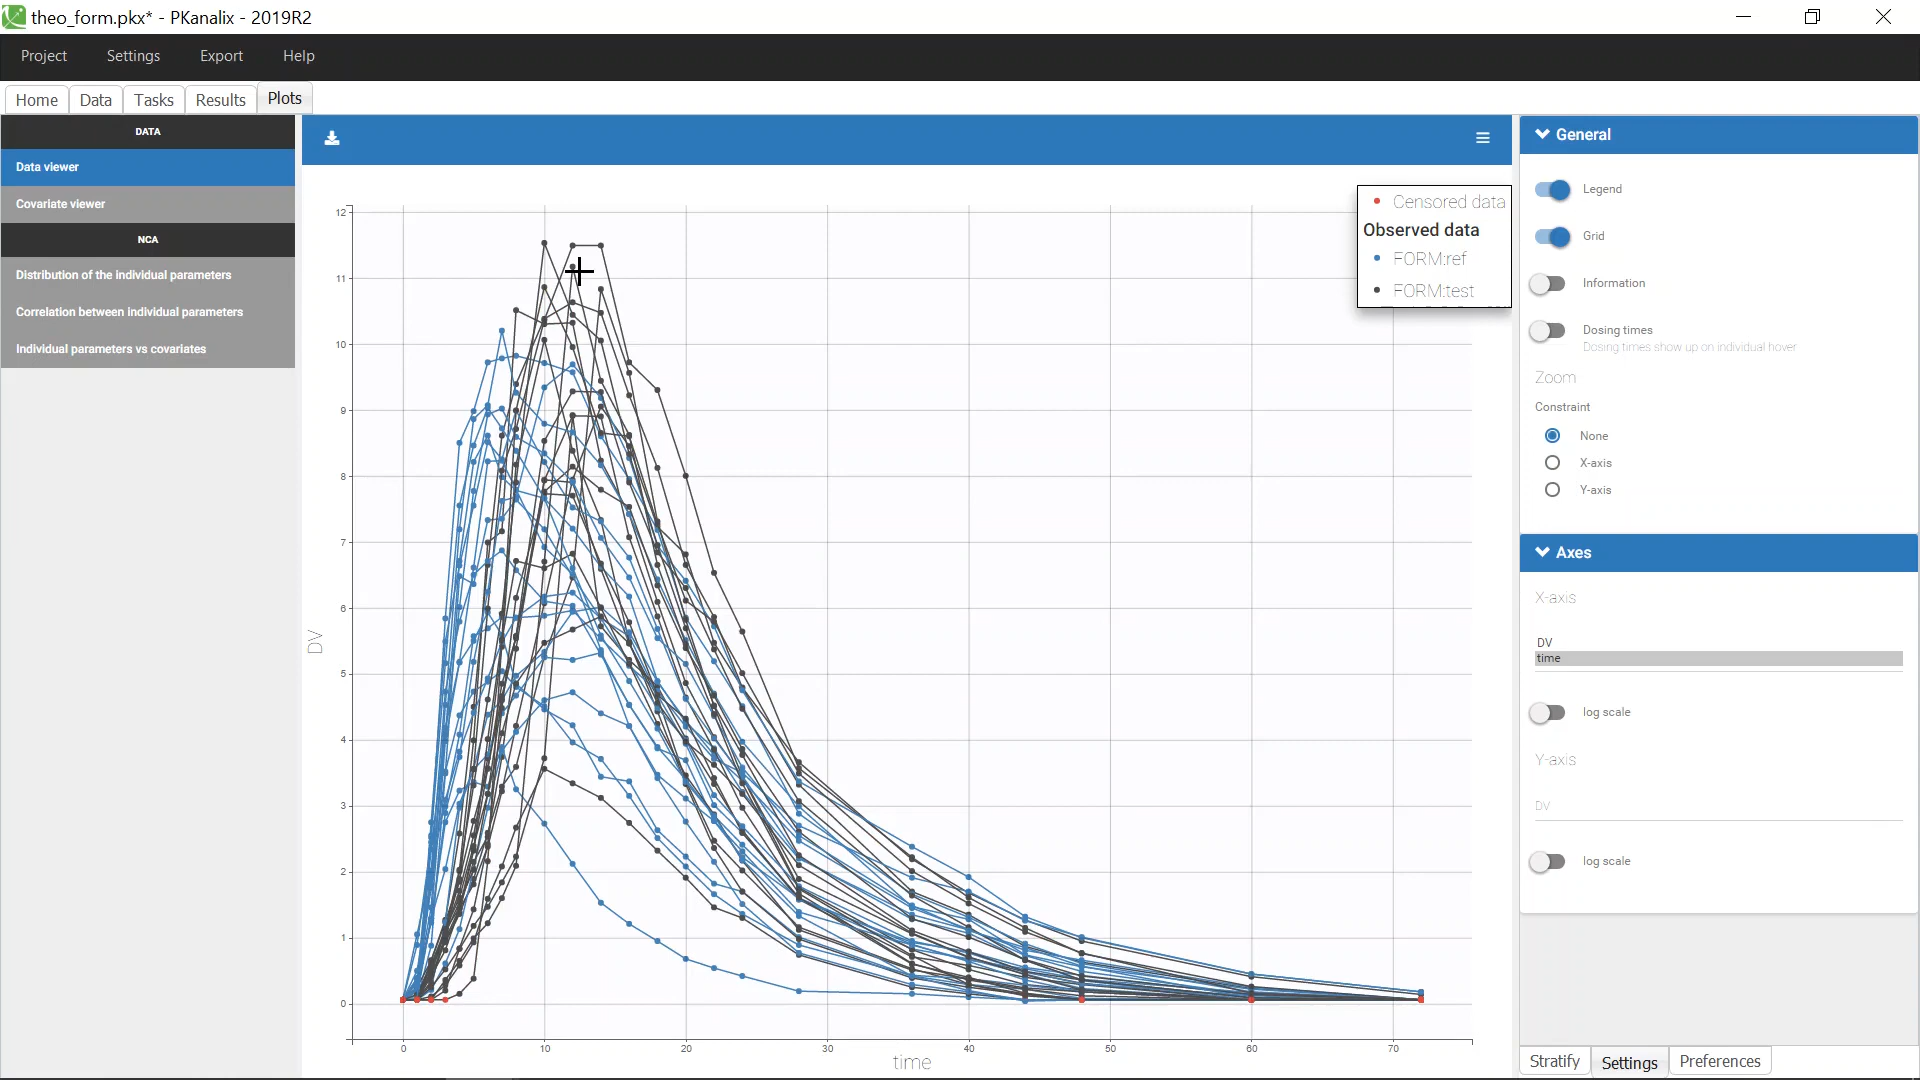 theo_form.pkx* - PKanalix - 2019R2
Project Settings Export Help
Home Data Tasks Results Plots
DATA
Data viewer
Covariate viewer
NCA
Distribution of the individual parameters
Correlation between individual parameters
Individual parameters vs covariates
Censored data
Observed data
FORM:ref
FORM:test
12
11
10
9
8
7
6
5
4
3
2
1
0
DV
0 10 20 30 40 50 60 70
time
General
Legend
Grid
Information
Dosing times
Dosing times show up on individual hover
Zoom
Constraint
None
X-axis
Y-axis
Axes
X-axis
DV
time
log scale
Y-axis
DV
log scale
Stratify Settings Preferences